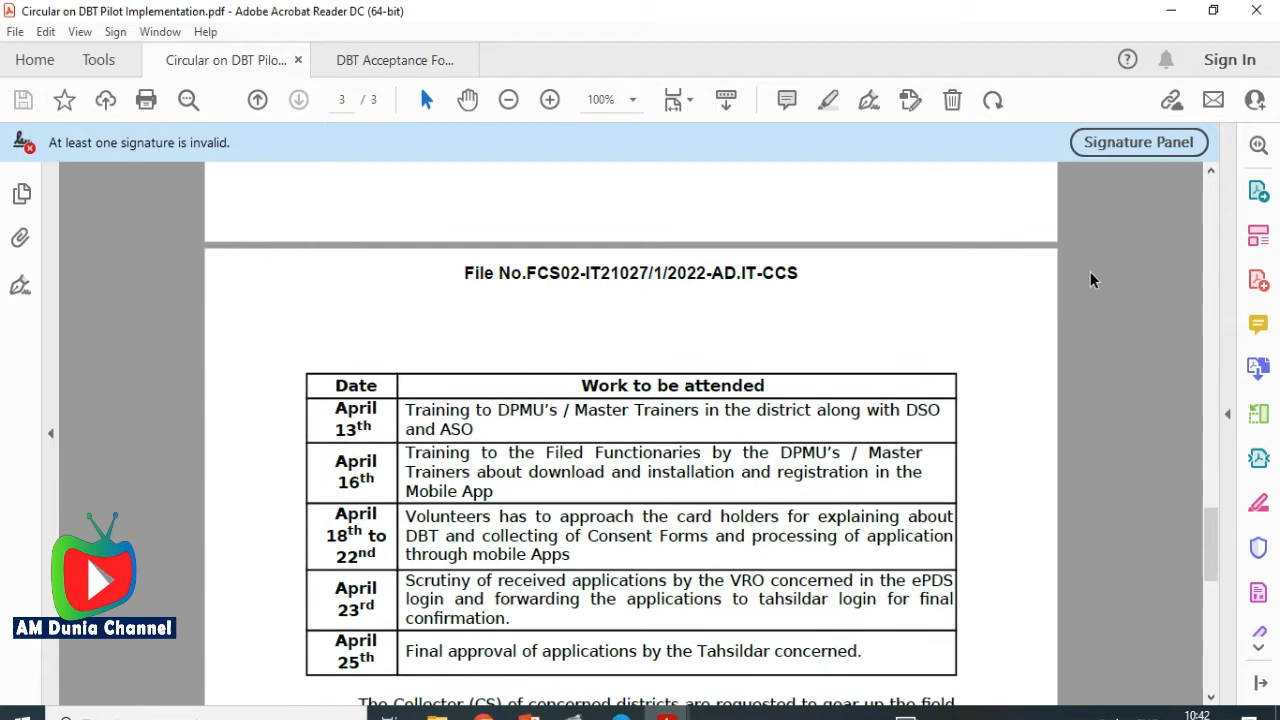 Circular on DBT Pilot Implementation.pdf - Adobe Acrobat Reader DC (64-bit)
File Edit View Sign Window Help
Home Tools Circular on DBT Pilo... × DBT Acceptance Fo... Sign In
3 / 3 100%
At least one signature is invalid. Signature Panel
File No.FCS02-IT21027/1/2022-AD.IT-CCS
Date Work to be attended
April 13th
Training to DPMU's / Master Trainers in the district along with DSO
and ASO
April 16th
Training to the Filed Functionaries by the DPMU's / Master
Trainers about download and installation and registration in the
Mobile App
April 18th to 22nd
Volunteers has to approach the card holders for explaining about
DBT and collecting of Consent Forms and processing of application
through mobile Apps
April 23rd
Scrutiny of received applications by the VRO concerned in the ePDS
login and forwarding the applications to tahsildar login for final
confirmation.
April 25th
Final approval of applications by the Tahsildar concerned.
The Collector (CS) of concerned districts are requested to gear up the field
AM Dunia Channel
10:42